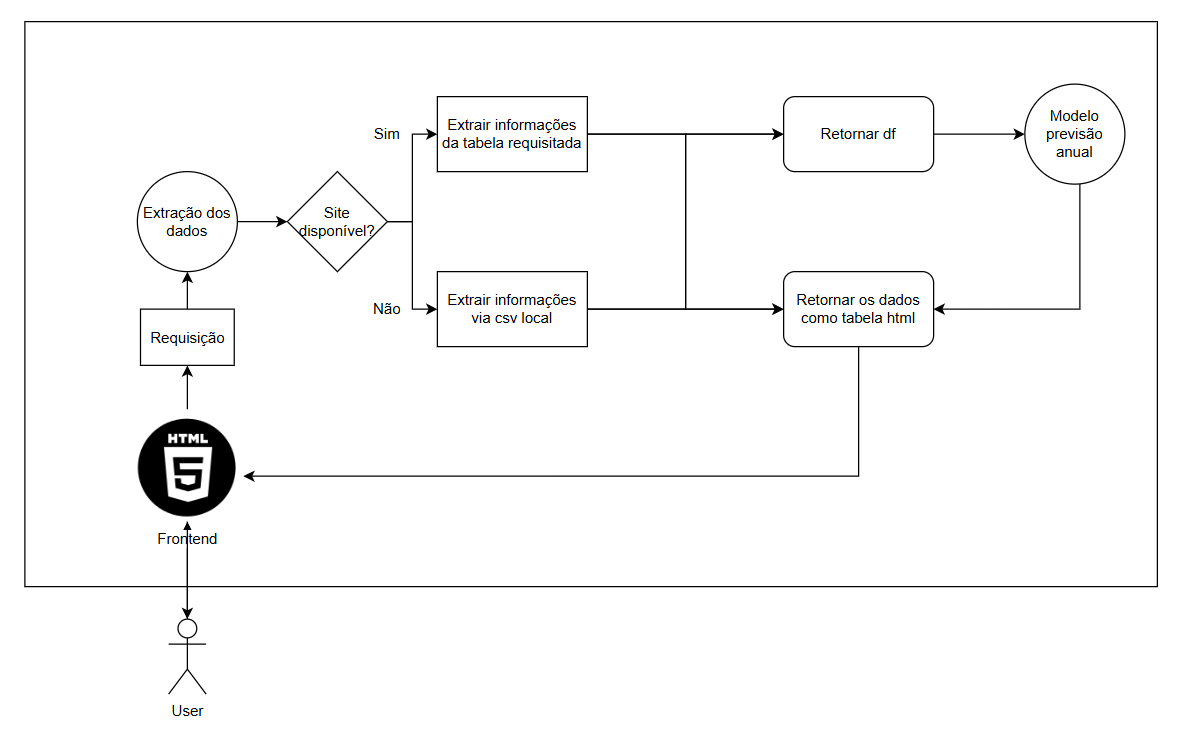 Sim
Extrair informações
da tabela requisitada
Retornar df
Modelo
previsão
anual
Extração dos
dados
Site
disponível?
Não
Extrair informações
via csv local
Retornar os dados
como tabela html
Requisição
HTML
5
Frontend
User